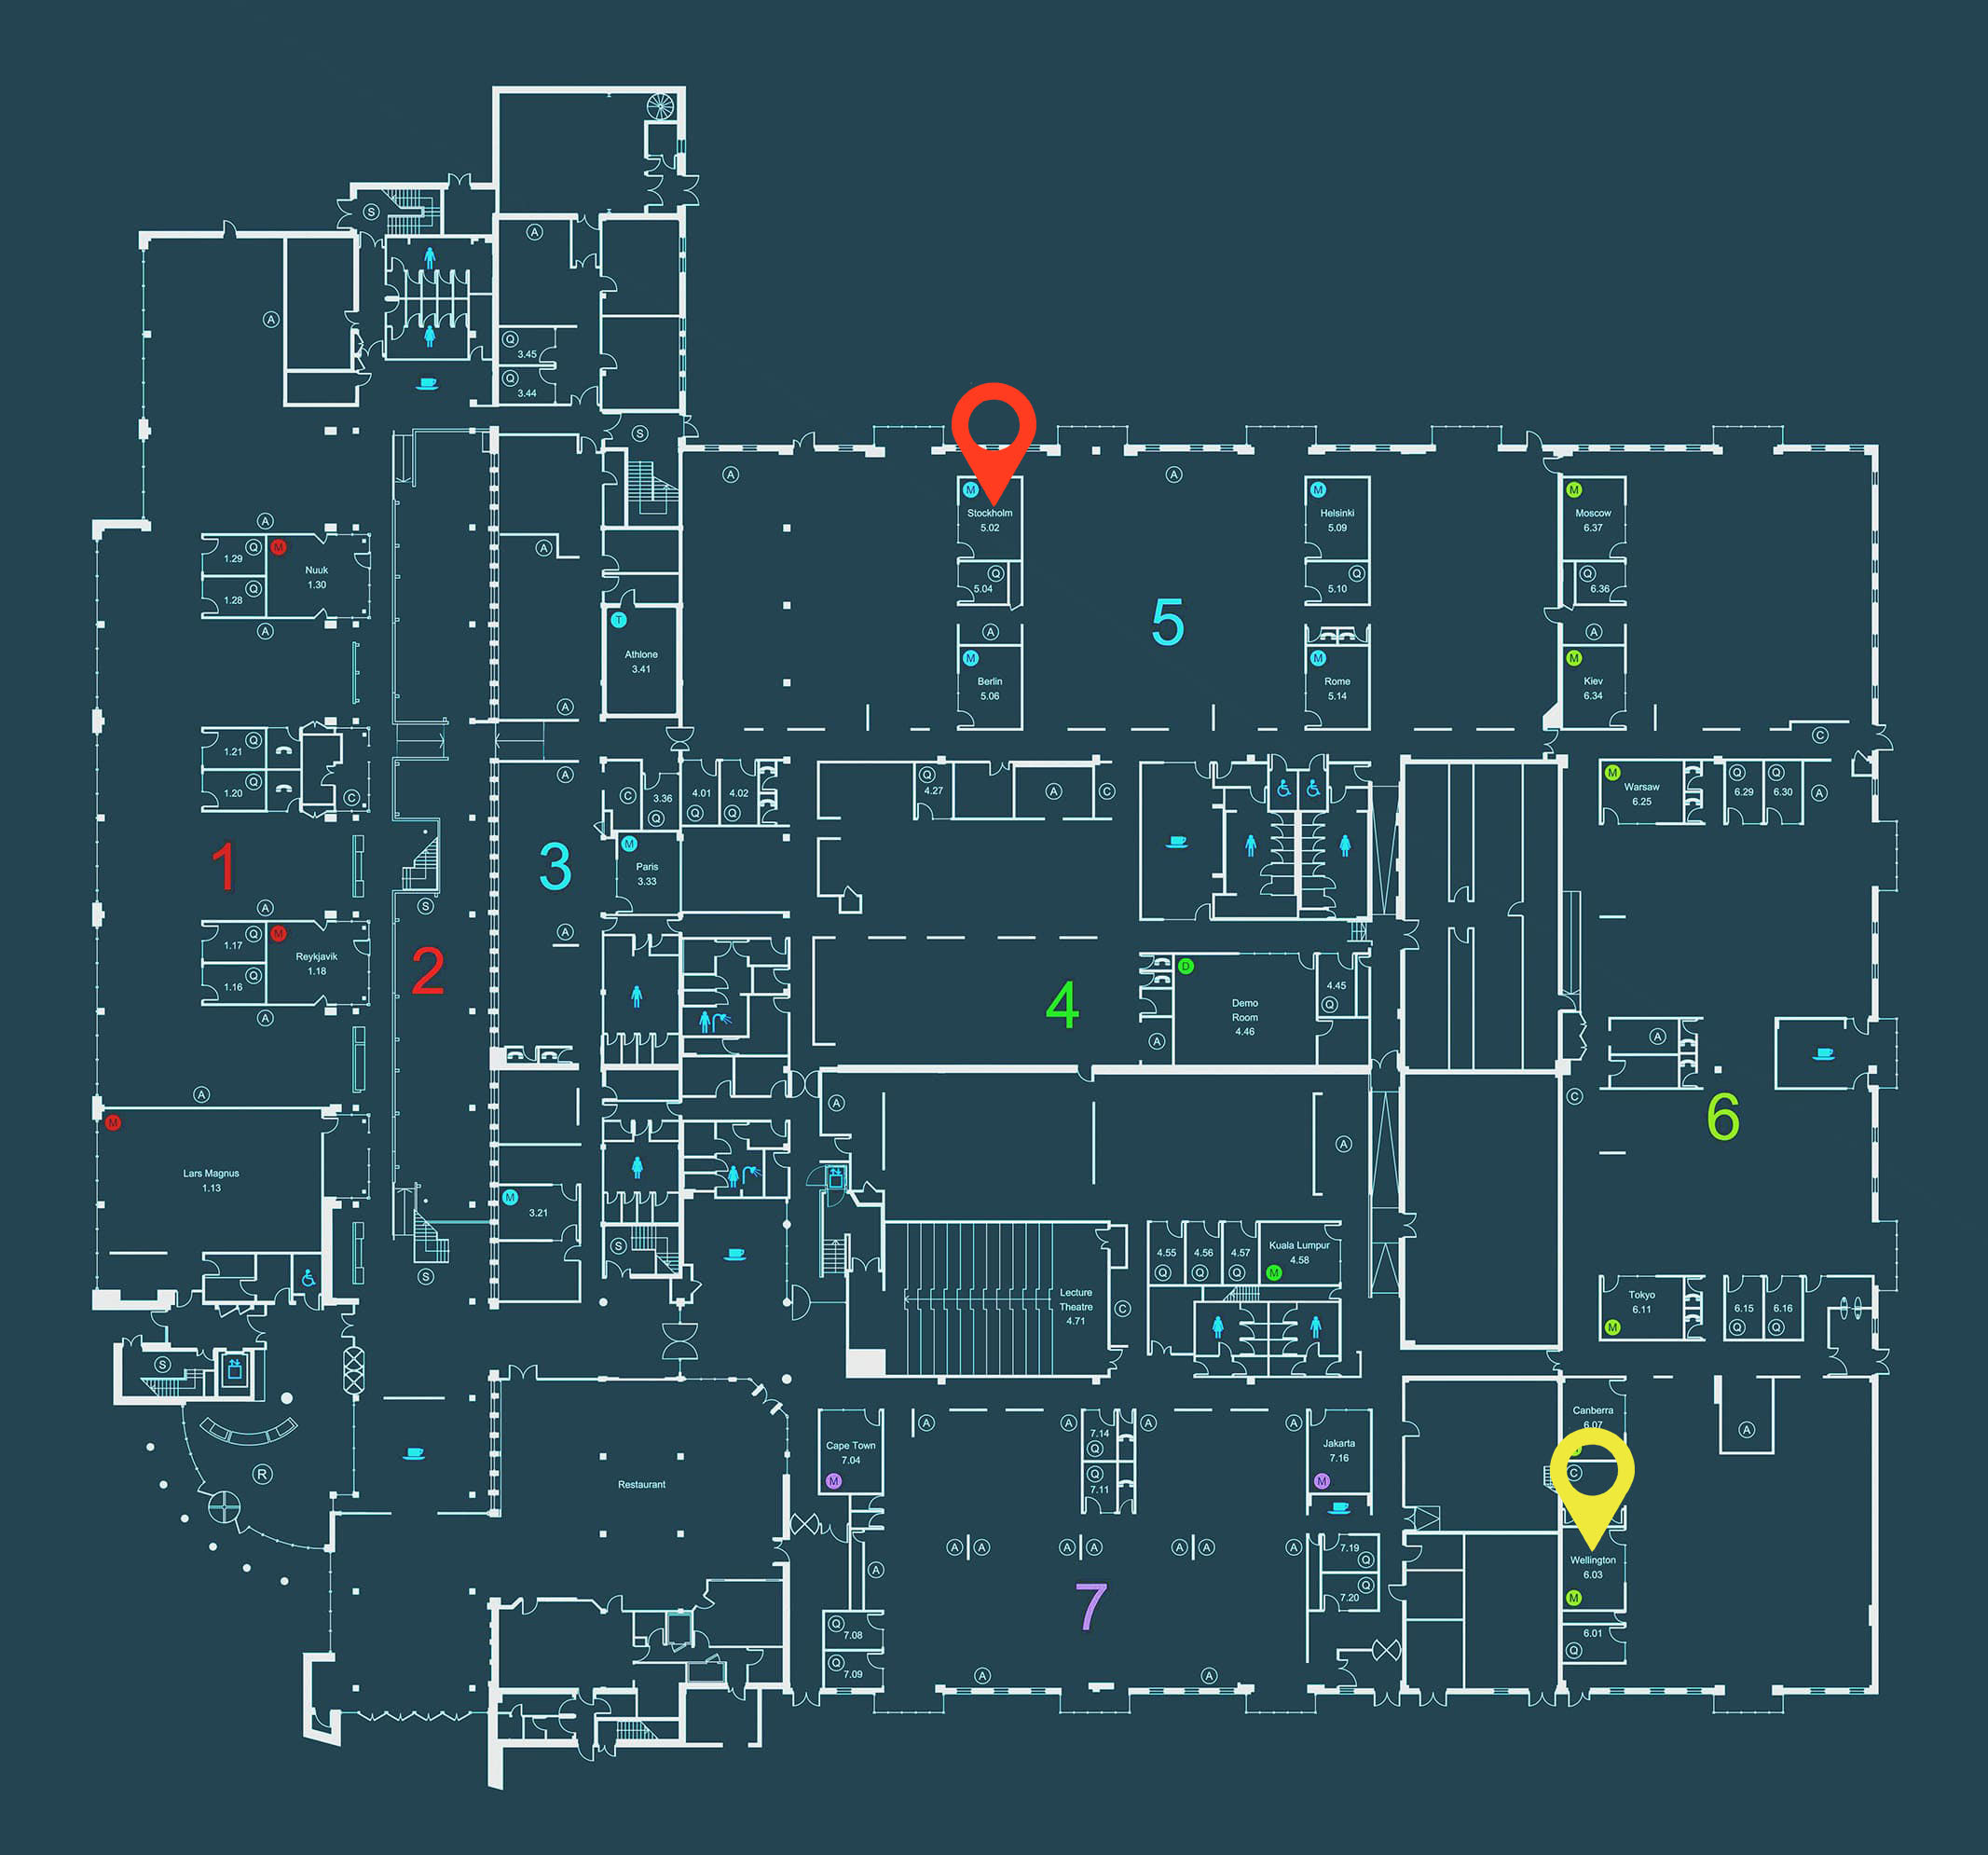 S
A
A
Q
3.45
Q
3.44
S
A
A
M
Stockholm
5.02
M
Helsinki
5.09
M
Moscow
6.37
A
1.29
Q
M
Nuuk
1.30
1.28
Q
A
A
T
Athlone
3.41
Q
5.04
Q
5.10
Q
6.36
5
A
A
M
Berlin
5.06
M
Rome
5.14
M
Kiev
6.34
A
1.21
Q
1.20
Q
C
A
C
3.36
Q
4.01
Q
4.02
Q
Q
4.27
A
C
C
M
Warsaw
6.25
Q
6.29
Q
6.30
A
1
3
M
Paris
3.33
A
S
A
1.17
Q
M
Reykjavik
1.18
1.16
Q
A
2
4
D
Demo
Room
4.46
4.45
Q
A
A
A
A
C
6
M
Lars Magnus
1.13
A
M
3.21
S
S
4.55
Q
4.56
Q
4.57
Q
Kuala Lumpur
4.58
M
Lecture
Theatre
4.71
C
Tokyo
6.11
M
6.15
Q
6.16
Q
S
R
Restaurant
Cape Town
7.04
M
A
A
7.14
Q
Q
7.11
A
A
Jakarta
7.16
M
Canberra
6.07
C
A
A
A
A
A
A
A
A
A
7.19
Q
Q
7.20
Wellington
6.03
M
6.01
Q
7
Q
7.08
Q
7.09
A
A